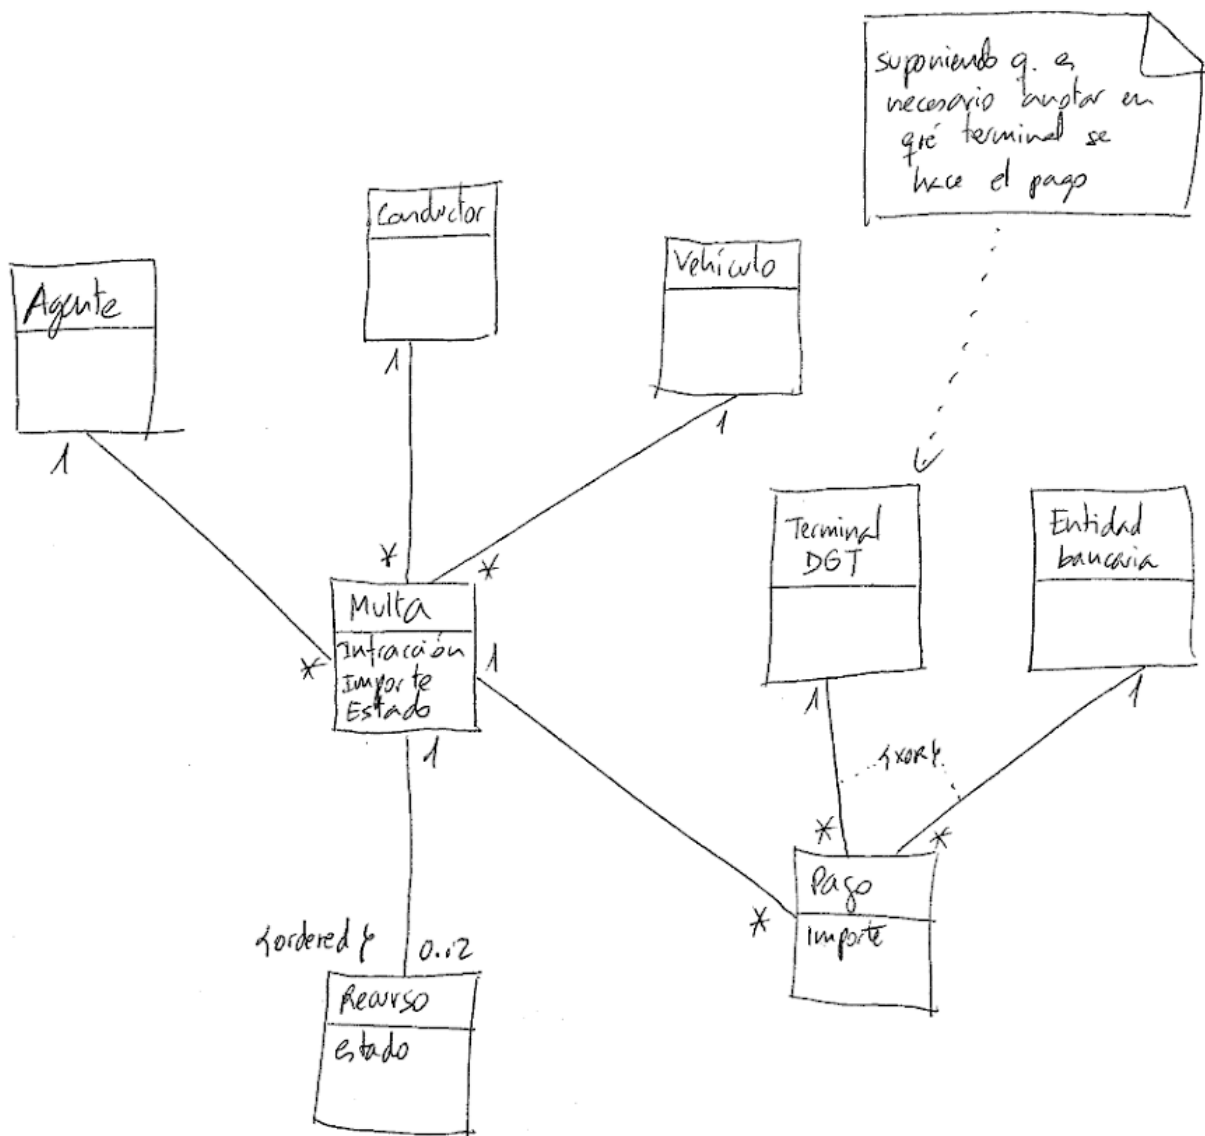 suponiendo q. es
necesario anotar en
qué terminal se
hace el pago
Conductor
1
Vehículo
1
Agente
1
Terminal
DGT
1
Entidad
bancaria
1
*
*
*
Multa
Infracción
Importe
Estado
1
1
{XOR}
*
*
*
Pago
importe
{ordered}
0..2
Recurso
estado